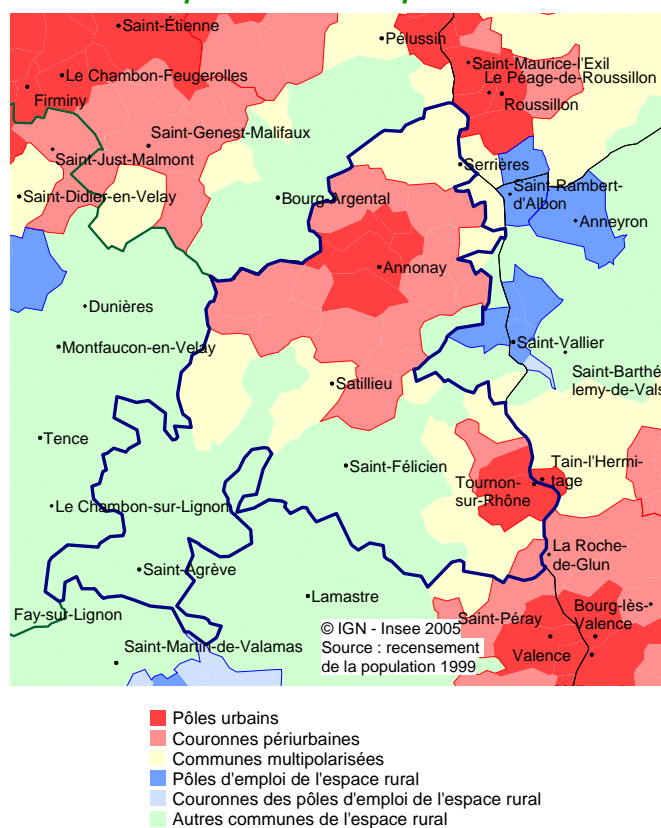 Saint-Étienne
Pélussin
Saint-Maurice-l'Exil
Le Chambon-Feugerolles
Le Péage-de-Roussillon
Firminy
Roussillon
Saint-Genest-Malifaux
Saint-Just-Malmont
Serrières
Saint-Didier-en-Velay
Bourg-Argental
Saint-Rambert-
d'Albon
Anneyron
Annonay
Dunières
Montfaucon-en-Velay
Saint-Vallier
Saint-Barthé
lemy-de-Vals
Satillieu
Tence
Saint-Félicien
Tain-l'Hermi-
tage
Tournon-
sur-Rhône
Le Chambon-sur-Lignon
La Roche-
de-Glun
Saint-Agrève
Lamastre
Fay-sur-Lignon
Saint-Péray
Bourg-lès-
Valence
Saint-Martin-de-Valamas
Valence
© IGN - Insee 2005
Source : recensement
de la population 1999
Pôles urbains
Couronnes périurbaines
Communes multipolarisées
Pôles d'emploi de l'espace rural
Couronnes des pôles d'emploi de l'espace rural
Autres communes de l'espace rural